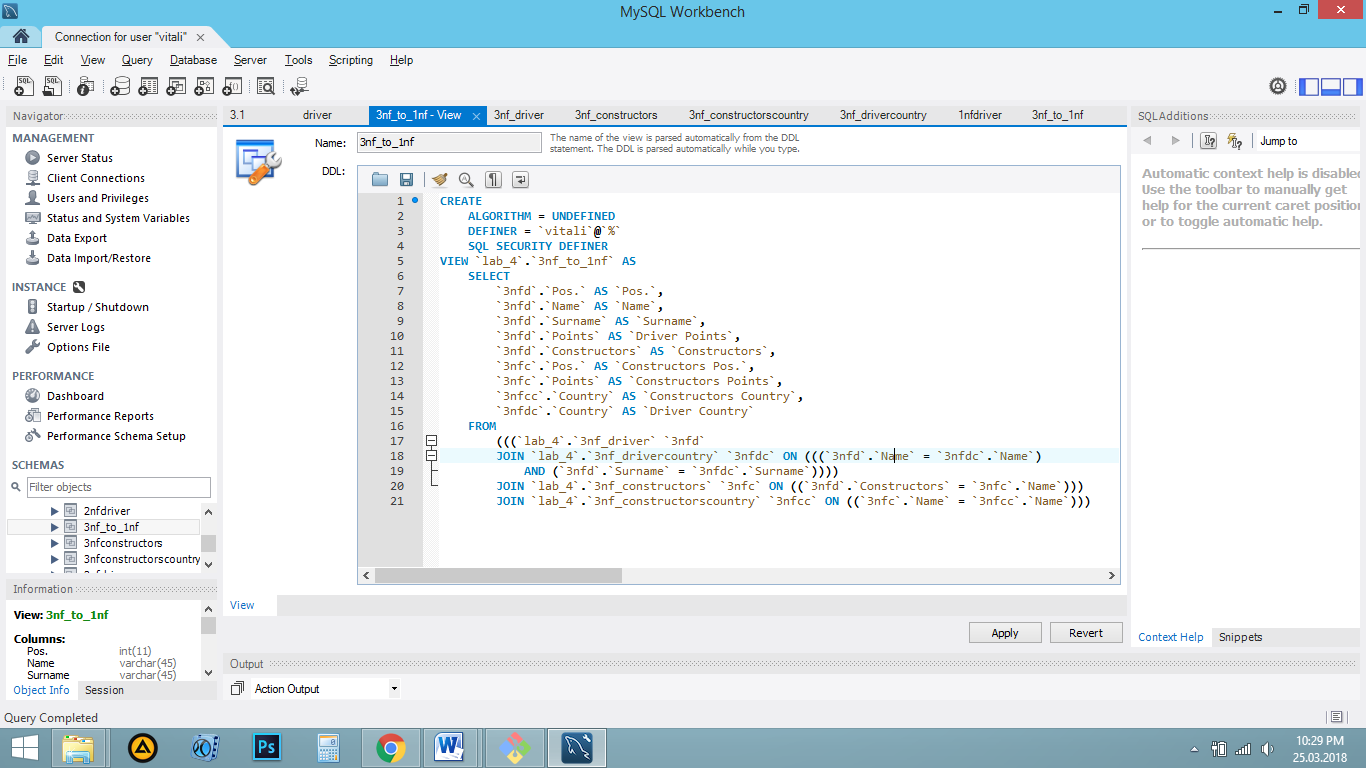 MySQL Workbench
Connection for user "vitali"
File Edit View Query Database Server Tools Scripting Help
Navigator
MANAGEMENT
Server Status
Client Connections
Users and Privileges
Status and System Variables
Data Export
Data Import/Restore
INSTANCE
Startup / Shutdown
Server Logs
Options File
PERFORMANCE
Dashboard
Performance Reports
Performance Schema Setup
SCHEMAS
Filter objects
2nfdriver
3nf_to_1nf
3nfconstructors
3nfconstructorscountry
Information
View: 3nf_to_1nf
Columns:
Pos. int(11)
Name varchar(45)
Surname varchar(45)
Object Info Session
Query Completed
3.1 driver 3nf_to_1nf - View 3nf_driver 3nf_constructors 3nf_constructorscountry 3nf_drivercountry 1nfdriver 3nf_to_1nf
Name: 3nf_to_1nf
The name of the view is parsed automatically from the DDL
statement. The DDL is parsed automatically while you type.
DDL:
1 CREATE
2 ALGORITHM = UNDEFINED
3 DEFINER = `vitali`@`%`
4 SQL SECURITY DEFINER
5 VIEW `lab_4`.`3nf_to_1nf` AS
6 SELECT
7 `3nfd`.`Pos.` AS `Pos.`,
8 `3nfd`.`Name` AS `Name`,
9 `3nfd`.`Surname` AS `Surname`,
10 `3nfd`.`Points` AS `Driver Points`,
11 `3nfd`.`Constructors` AS `Constructors`,
12 `3nfc`.`Pos.` AS `Constructors Pos.`,
13 `3nfc`.`Points` AS `Constructors Points`,
14 `3nfcc`.`Country` AS `Constructors Country`,
15 `3nfdc`.`Country` AS `Driver Country`
16 FROM
17 (((`lab_4`.`3nf_driver` `3nfd`
18 JOIN `lab_4`.`3nf_drivercountry` `3nfdc` ON (((`3nfd`.`Name` = `3nfdc`.`Name`)
19 AND (`3nfd`.`Surname` = `3nfdc`.`Surname`))))
20 JOIN `lab_4`.`3nf_constructors` `3nfc` ON ((`3nfd`.`Constructors` = `3nfc`.`Name`)))
21 JOIN `lab_4`.`3nf_constructorscountry` `3nfcc` ON ((`3nfc`.`Name` = `3nfcc`.`Name`)))
View
Apply Revert
Output
Action Output
SQLAdditions
Jump to
Automatic context help is disabled
Use the toolbar to manually get
help for the current caret position
or to toggle automatic help.
Context Help Snippets
10:29 PM
25.03.2018